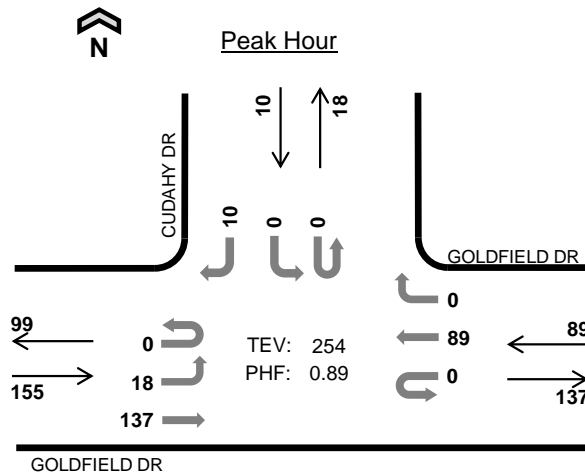 Peak Hour
N
10
18
CUDAHY DR
10 0 0
GOLDFIELD DR
99
0
TEV: 254
0
89
89
155
18
PHF: 0.89
0
137
137
GOLDFIELD DR